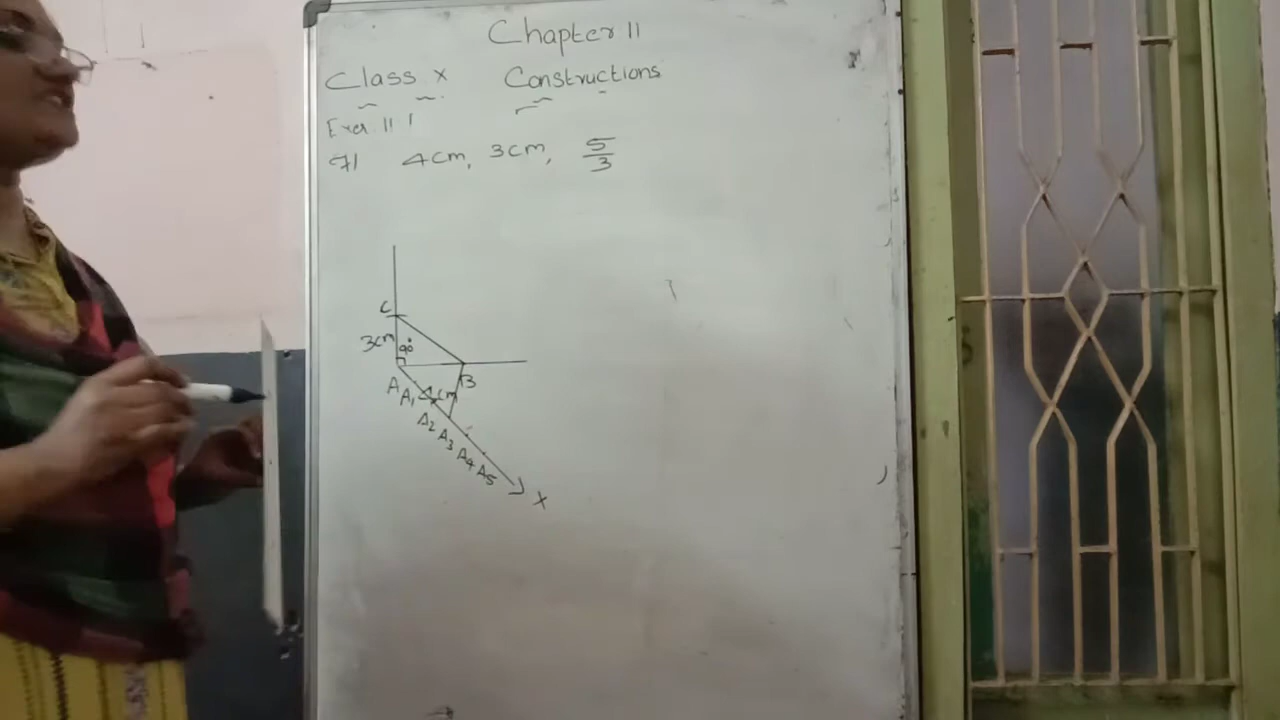 Chapter 11
Class X Constructions
Exer 11.1
7) 4cm, 3cm, 5/3
C
3cm 90°
A B
A1 4cm
A2 A3 A4 A5
X